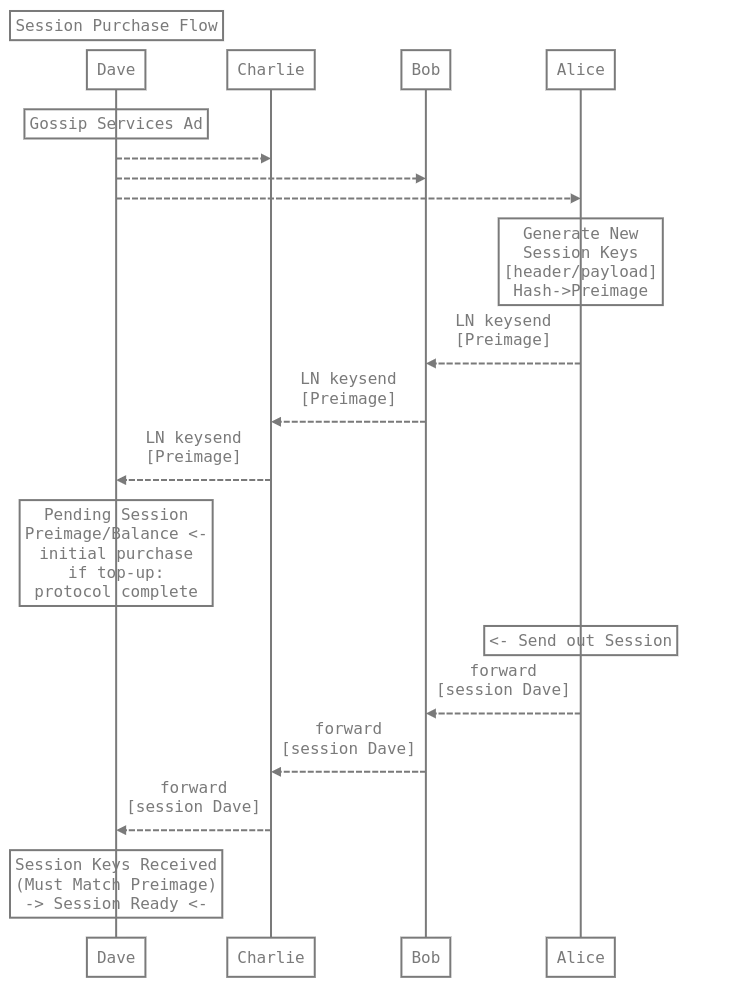 Session Purchase Flow
Dave
Charlie
Bob
Alice
Gossip Services Ad
Generate New
Session Keys
[header/payload]
Hash->Preimage
LN keysend
[Preimage]
LN keysend
[Preimage]
LN keysend
[Preimage]
Pending Session
Preimage/Balance <-
initial purchase
if top-up:
protocol complete
<- Send out Session
forward
[session Dave]
forward
[session Dave]
forward
[session Dave]
Session Keys Received
(Must Match Preimage)
-> Session Ready <-
Dave
Charlie
Bob
Alice